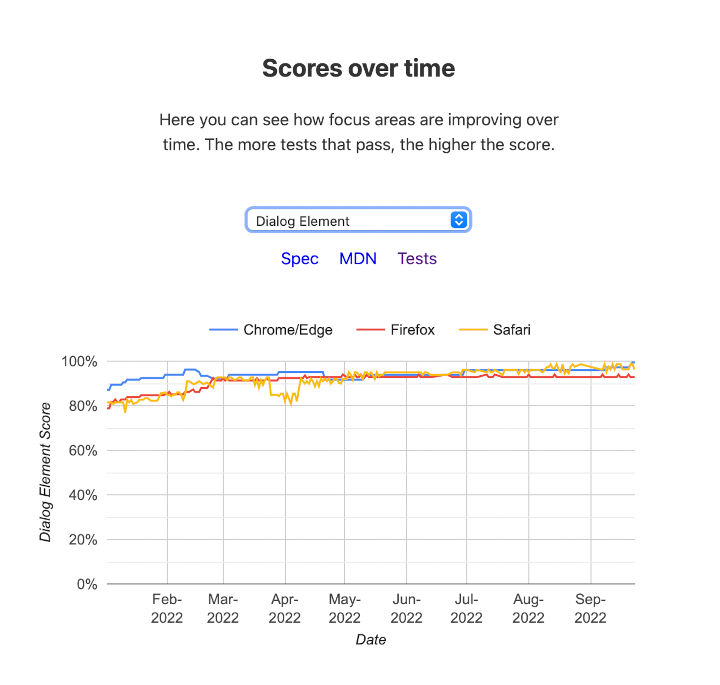 Scores over time
Here you can see how focus areas are improving over
time. The more tests that pass, the higher the score.
Dialog Element
Spec MDN Tests
Chrome/Edge Firefox Safari
100%
80%
60%
40%
20%
0%
Dialog Element Score
Feb- Mar- Apr- May- Jun- Jul- Aug- Sep-
2022 2022 2022 2022 2022 2022 2022 2022
Date